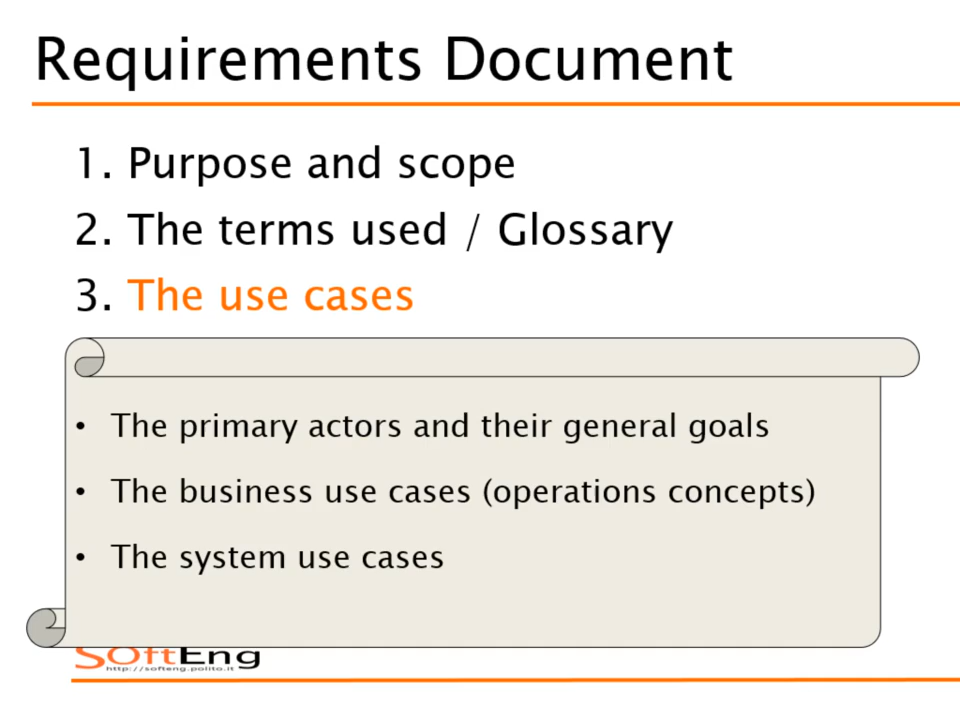 Requirements Document
1. Purpose and scope
2. The terms used / Glossary
3. The use cases
• The primary actors and their general goals
• The business use cases (operations concepts)
• The system use cases
SOftEng
http://softeng.polito.it